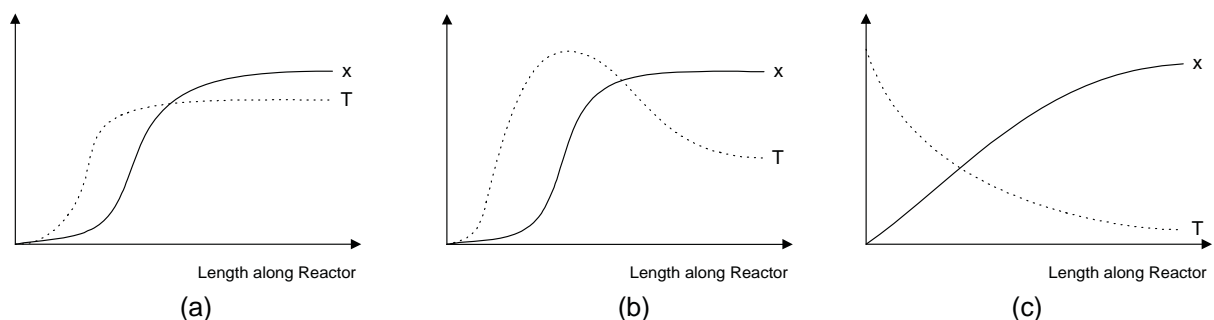 x
T
Length along Reactor
(a)
x
T
Length along Reactor
(b)
x
T
Length along Reactor
(c)